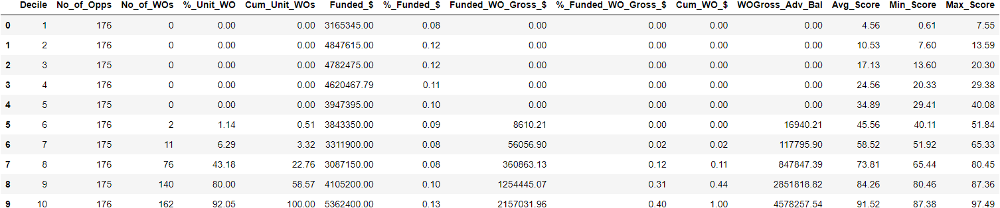 Decile No_of_Opps No_of_WOs %_Unit_WO Cum_Unit_WOs Funded_$ %_Funded_$ Funded_WO_Gross_$ %_Funded_WO_Gross_$ Cum_WO_$ WOGross_Adv_Bal Avg_Score Min_Score Max_Score
0 1 176 0 0.00 0.00 3165345.00 0.08 0.00 0.00 0.00 0.00 4.56 0.61 7.55
1 2 176 0 0.00 0.00 4847615.00 0.12 0.00 0.00 0.00 0.00 10.53 7.60 13.59
2 3 175 0 0.00 0.00 4782475.00 0.12 0.00 0.00 0.00 0.00 17.13 13.60 20.30
3 4 176 0 0.00 0.00 4620467.79 0.11 0.00 0.00 0.00 0.00 24.56 20.33 29.38
4 5 175 0 0.00 0.00 3947395.00 0.10 0.00 0.00 0.00 0.00 34.89 29.41 40.08
5 6 176 2 1.14 0.51 3843350.00 0.09 8610.21 0.00 0.00 16940.21 45.56 40.11 51.84
6 7 175 11 6.29 3.32 3311900.00 0.08 56056.90 0.02 0.02 117795.90 58.52 51.92 65.33
7 8 176 76 43.18 22.76 3087150.00 0.08 360863.13 0.12 0.11 847847.39 73.81 65.44 80.45
8 9 175 140 80.00 58.57 4105200.00 0.10 1254445.07 0.31 0.44 2851818.82 84.26 80.46 87.36
9 10 176 162 92.05 100.00 5362400.00 0.13 2157031.96 0.40 1.00 4578257.54 91.52 87.38 97.49